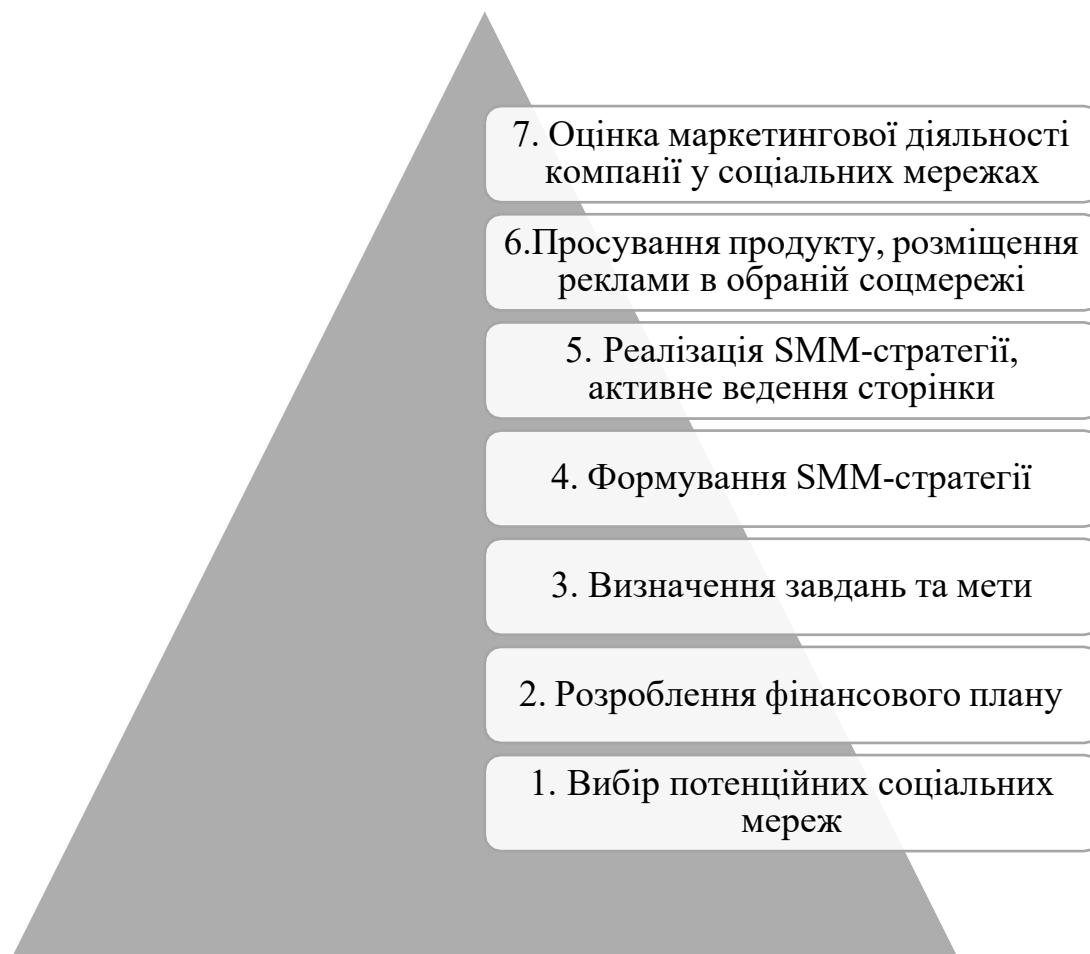 7. Оцінка маркетингової діяльності
компанії у соціальних мережах
6.Просування продукту, розміщення
реклами в обраній соцмережі
5. Реалізація SMM-стратегії,
активне ведення сторінки
4. Формування SMM-стратегії
3. Визначення завдань та мети
2. Розроблення фінансового плану
1. Вибір потенційних соціальних
мереж